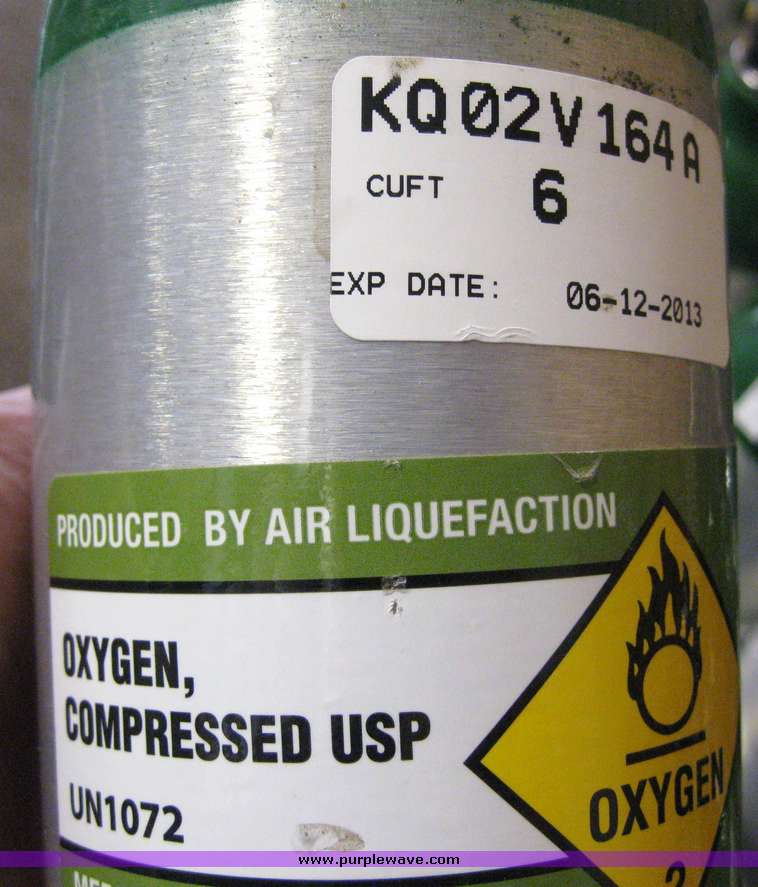 KQ02V164A
CUFT 6
EXP DATE: 06-12-2013
PRODUCED BY AIR LIQUEFACTION
OXYGEN,
COMPRESSED USP
UN1072
OXYGEN
2
www.purplewave.com